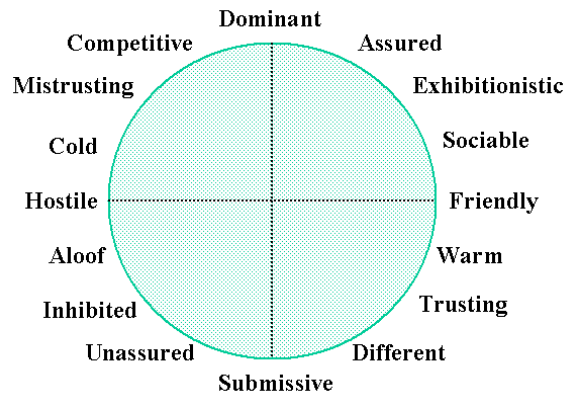 Dominant
Competitive Assured
Mistrusting Exhibitionistic
Cold Sociable
Hostile Friendly
Aloof Warm
Inhibited Trusting
Unassured Different
Submissive